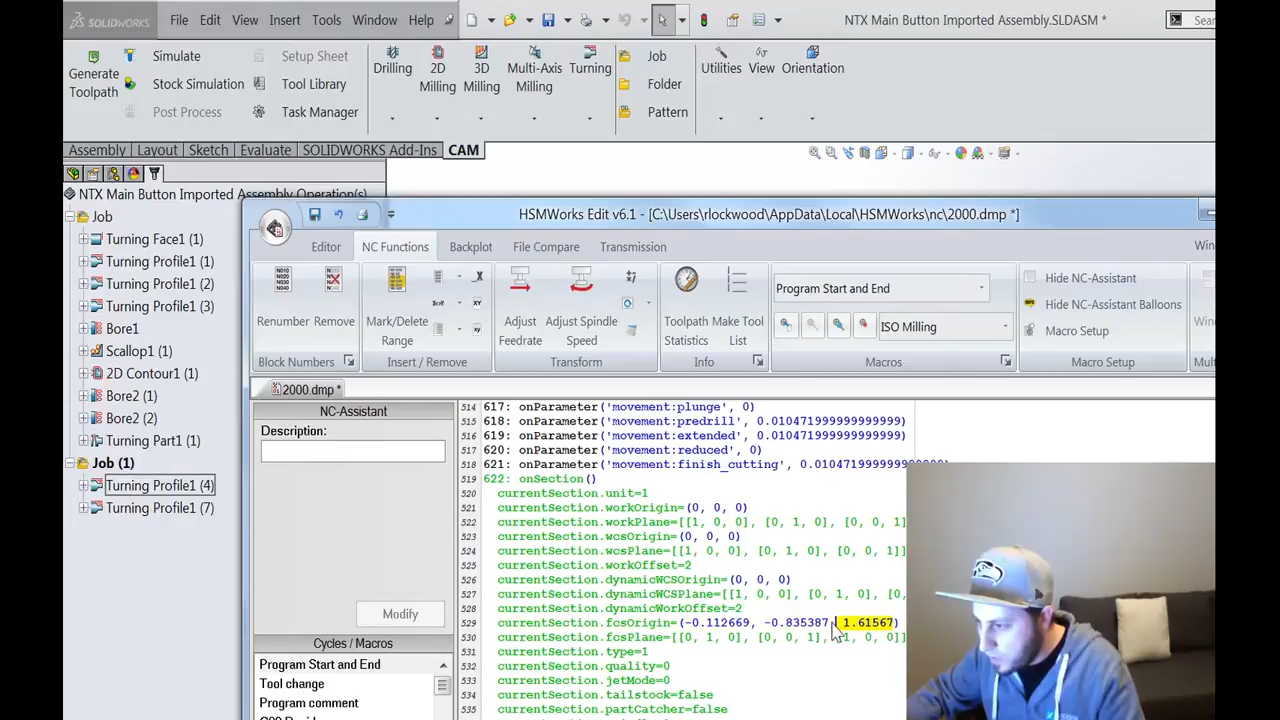 SOLIDWORKS File Edit View Insert Tools Window Help NTX Main Button Imported Assembly.SLDASM * Sear
Generate Toolpath
Simulate Setup Sheet
Stock Simulation Tool Library
Post Process Task Manager
Drilling 2D Milling 3D Milling Multi-Axis Milling Turning
Job
Folder
Pattern
Utilities View Orientation
Assembly Layout Sketch Evaluate SOLIDWORKS Add-Ins CAM
NTX Main Button Imported Assembly Operation(s)
Job
Turning Face1 (1)
Turning Profile1 (1)
Turning Profile1 (2)
Turning Profile1 (3)
Bore1
Scallop1 (1)
2D Contour1 (1)
Bore2 (1)
Bore2 (2)
Turning Part1 (1)
Job (1)
Turning Profile1 (4)
Turning Profile1 (7)
HSMWorks Edit v6.1 - [C:\Users\rlockwood\AppData\Local\HSMWorks\nc\2000.dmp *]
Editor NC Functions Backplot File Compare Transmission
Renumber Remove
Block Numbers
Mark/Delete Range
Insert / Remove
Adjust Feedrate Adjust Spindle Speed
Transform
Toolpath Statistics Make Tool List
Info
Program Start and End
ISO Milling
Macros
Hide NC-Assistant
Hide NC-Assistant Balloons
Macro Setup
Macro Setup
2000.dmp *
NC-Assistant
Description:
Modify
Cycles / Macros
Program Start and End
Tool change
Program comment
514 617: onParameter('movement:plunge', 0)
515 618: onParameter('movement:predrill', 0.010471999999999999)
516 619: onParameter('movement:extended', 0.010471999999999999)
517 620: onParameter('movement:reduced', 0)
518 621: onParameter('movement:finish_cutting', 0.010471999999999999)
519 622: onSection()
520 currentSection.unit=1
521 currentSection.workOrigin=(0, 0, 0)
522 currentSection.workPlane=[[1, 0, 0], [0, 1, 0], [0, 0, 1]
523 currentSection.wcsOrigin=(0, 0, 0)
524 currentSection.wcsPlane=[[1, 0, 0], [0, 1, 0], [0, 0, 1]]
525 currentSection.workOffset=2
526 currentSection.dynamicWCSOrigin=(0, 0, 0)
527 currentSection.dynamicWCSPlane=[[1, 0, 0], [0, 1, 0], [0,
528 currentSection.dynamicWorkOffset=2
529 currentSection.fcsOrigin=(-0.112669, -0.835387, 1.61567)
530 currentSection.fcsPlane=[[0, 1, 0], [0, 0, 1], [1, 0, 0]]
531 currentSection.type=1
532 currentSection.quality=0
533 currentSection.jetMode=0
534 currentSection.tailstock=false
535 currentSection.partCatcher=false